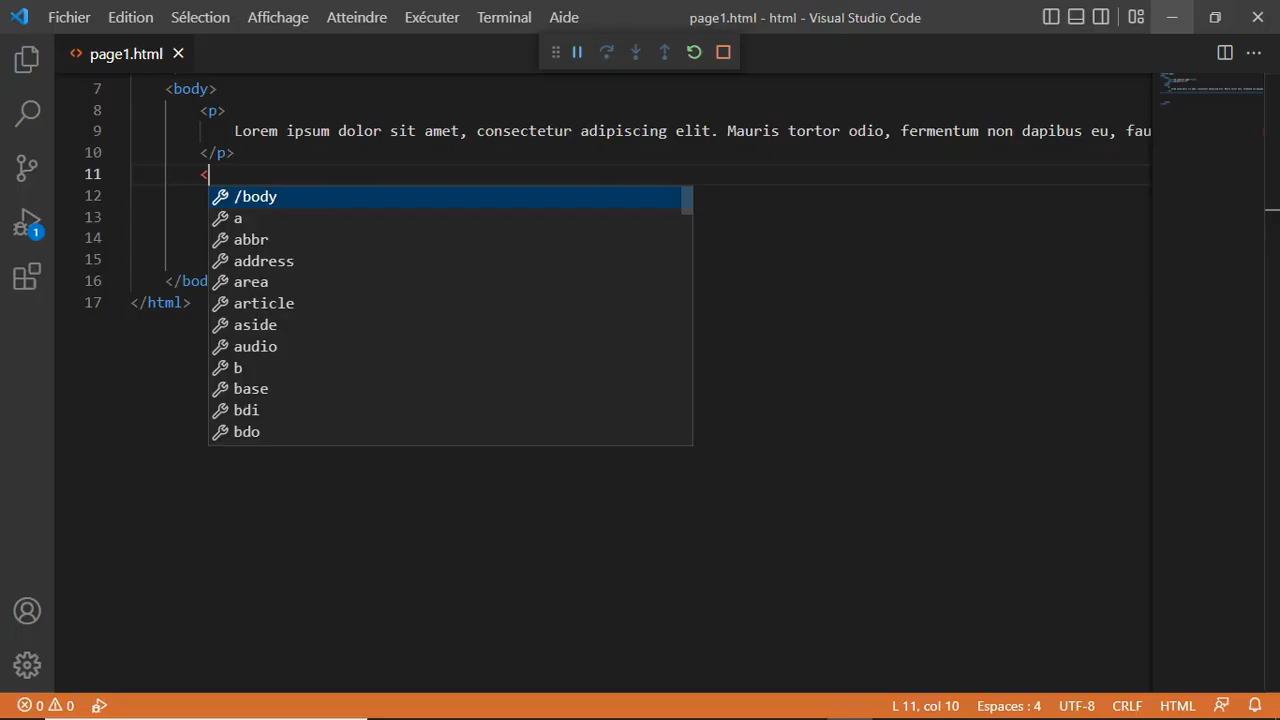 Fichier Edition Sélection Affichage Atteindre Exécuter Terminal Aide page1.html - html - Visual Studio Code
<> page1.html
7 <body>
8 <p>
9 Lorem ipsum dolor sit amet, consectetur adipiscing elit. Mauris tortor odio, fermentum non dapibus eu, fau
10 </p>
11 <
12 /body
13 a
14 abbr
15 address
16 </bod area
17 </html> article
aside
audio
b
base
bdi
bdo
1
0 0 L 11, col 10 Espaces : 4 UTF-8 CRLF HTML